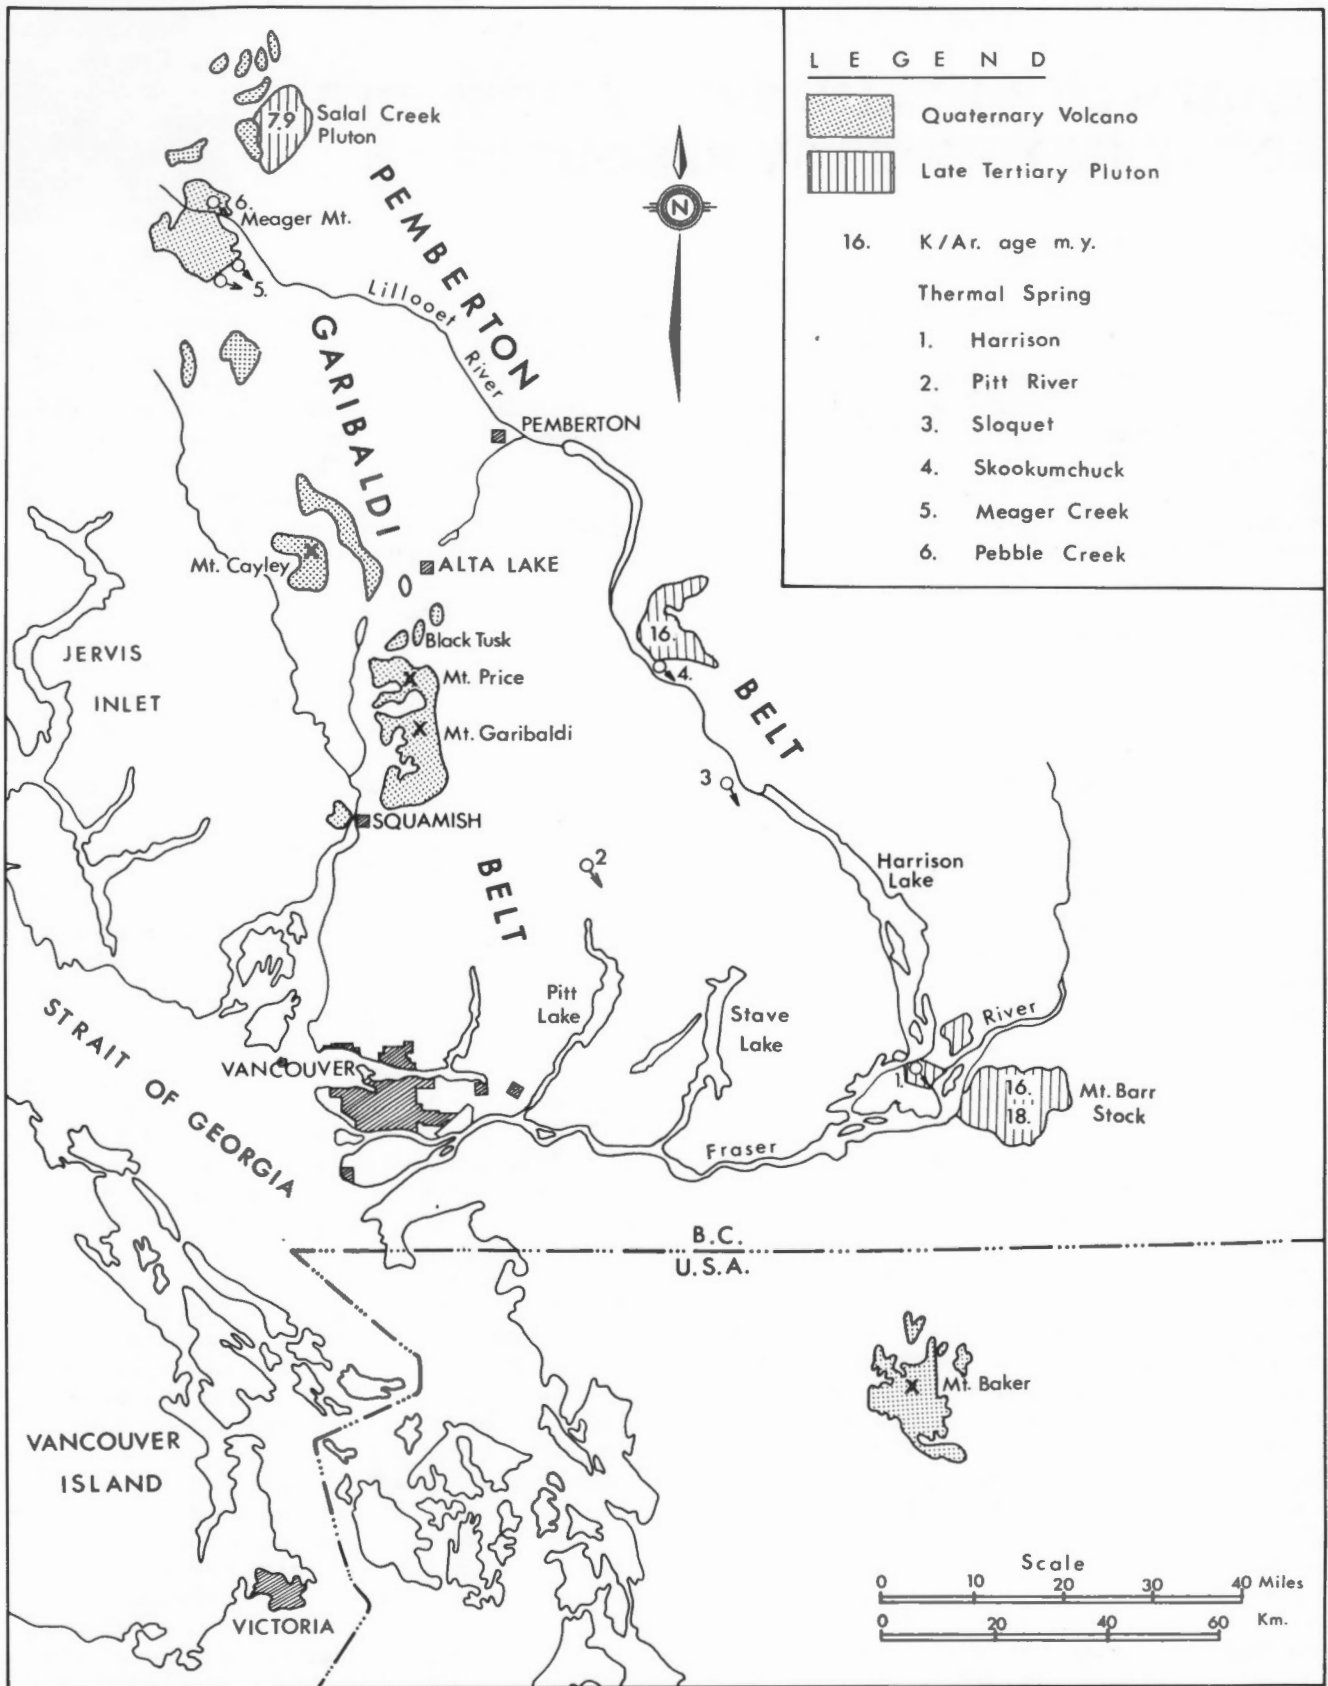 L E G E N D
Quaternary Volcano
Late Tertiary Pluton
16. K/Ar. age m.y.
Thermal Spring
1. Harrison
2. Pitt River
3. Sloquet
4. Skookumchuck
5. Meager Creek
6. Pebble Creek
7.9
Salal Creek
Pluton
6.
Meager Mt.
5.
PEMBERTON
N
Lillooet
River
GARIBALDI
PEMBERTON
Mt. Cayley
ALTA LAKE
Black Tusk
16.
4.
JERVIS
INLET
Mt. Price
Mt. Garibaldi
BELT
3
SQUAMISH
2
BELT
Harrison
Lake
Pitt
Lake
Stave
Lake
River
STRAIT OF GEORGIA
VANCOUVER
1.
16.
18.
Mt. Barr
Stock
Fraser
B.C.
U.S.A.
Mt. Baker
VANCOUVER
ISLAND
VICTORIA
Scale
0 10 20 30 40 Miles
0 20 40 60 Km.